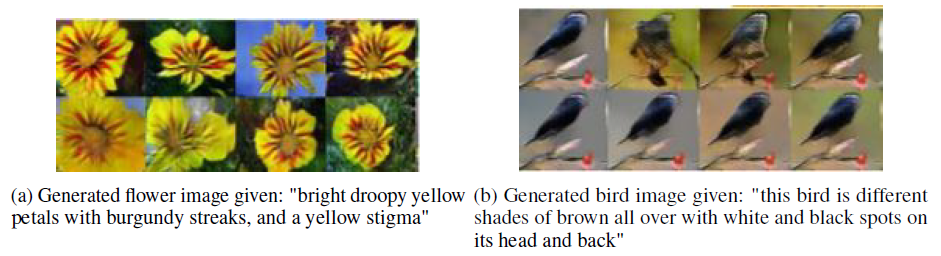 (a) Generated flower image given: "bright droopy yellow
petals with burgundy streaks, and a yellow stigma"
(b) Generated bird image given: "this bird is different
shades of brown all over with white and black spots on
its head and back"